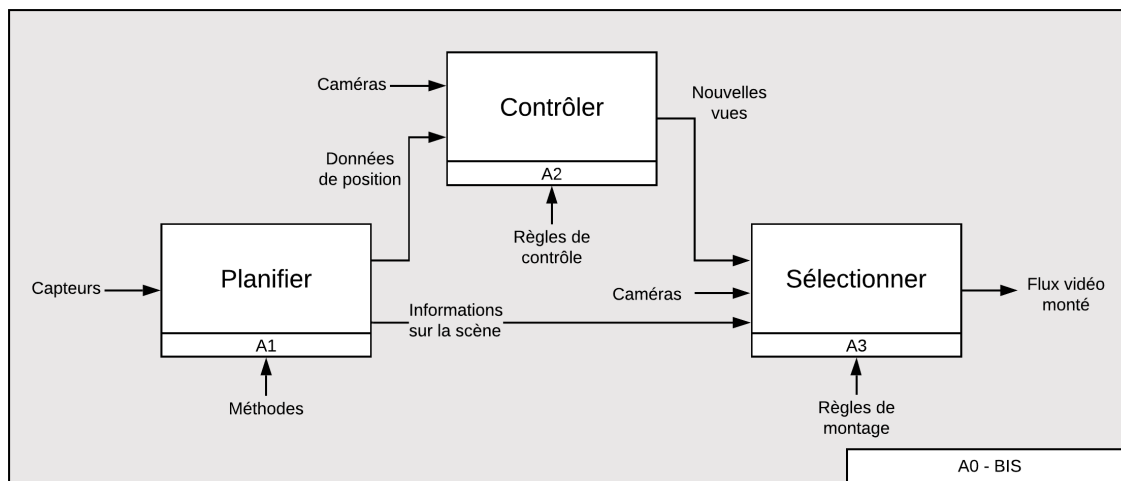 Caméras
Contrôler
A2
Nouvelles
vues
Données
de position
Règles de
contrôle
Capteurs
Planifier
A1
Méthodes
Informations
sur la scène
Caméras
Sélectionner
A3
Règles de
montage
Flux vidéo
monté
A0 - BIS